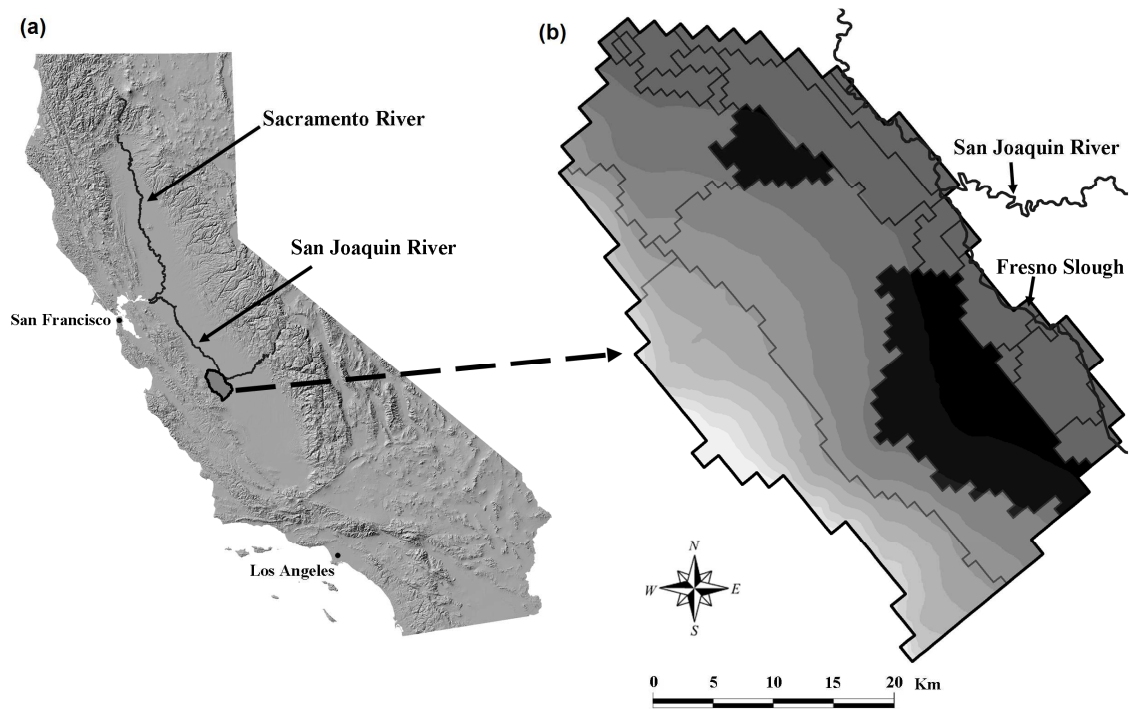 (a)
(b)
Sacramento River
San Joaquin River
San Joaquin River
Fresno Slough
San Francisco
Los Angeles
N
W E
S
0 5 10 15 20 Km